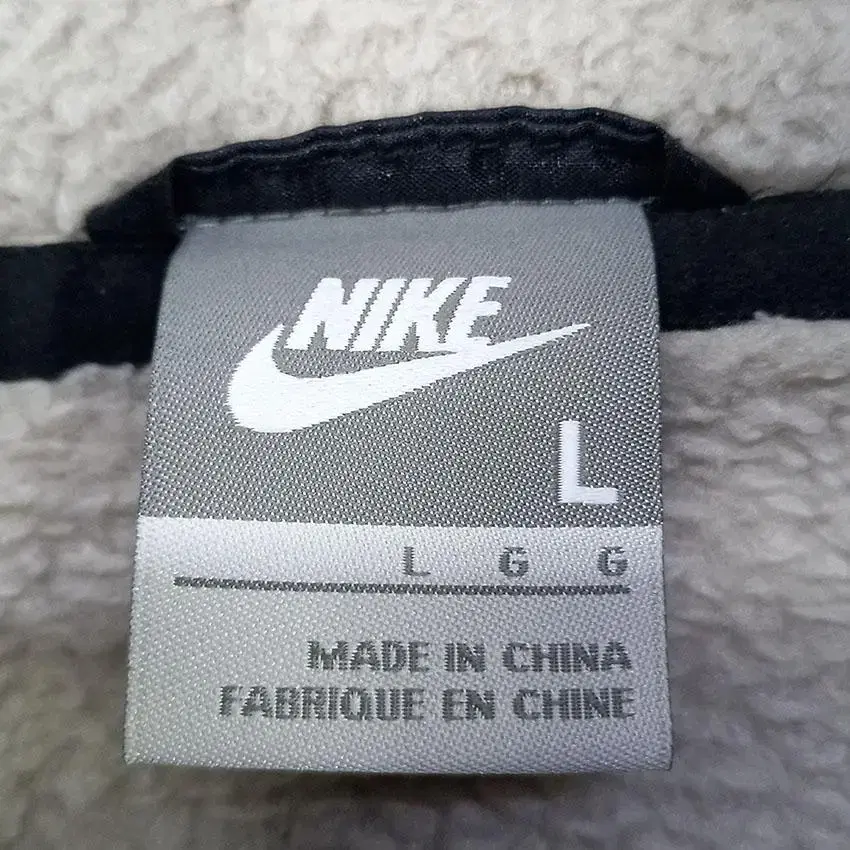 NIKE
L
L G G
MADE IN CHINA
FABRIQUE EN CHINE